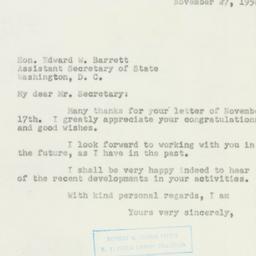 November 27, 195
Hon. Edward W. Barrett
Assistant Secretary of State
Washington, D. C.
My dear Mr. Secretary:
Many thanks for your letter of Novemb
17th. I greatly appreciate your congratulation
and good wishes.
I look forward to working with you in
the future, as I have in the past.
I shall be very happy indeed to hear
of the recent developments in your activities.
With kind personal regards, I am
Yours very sincerely,